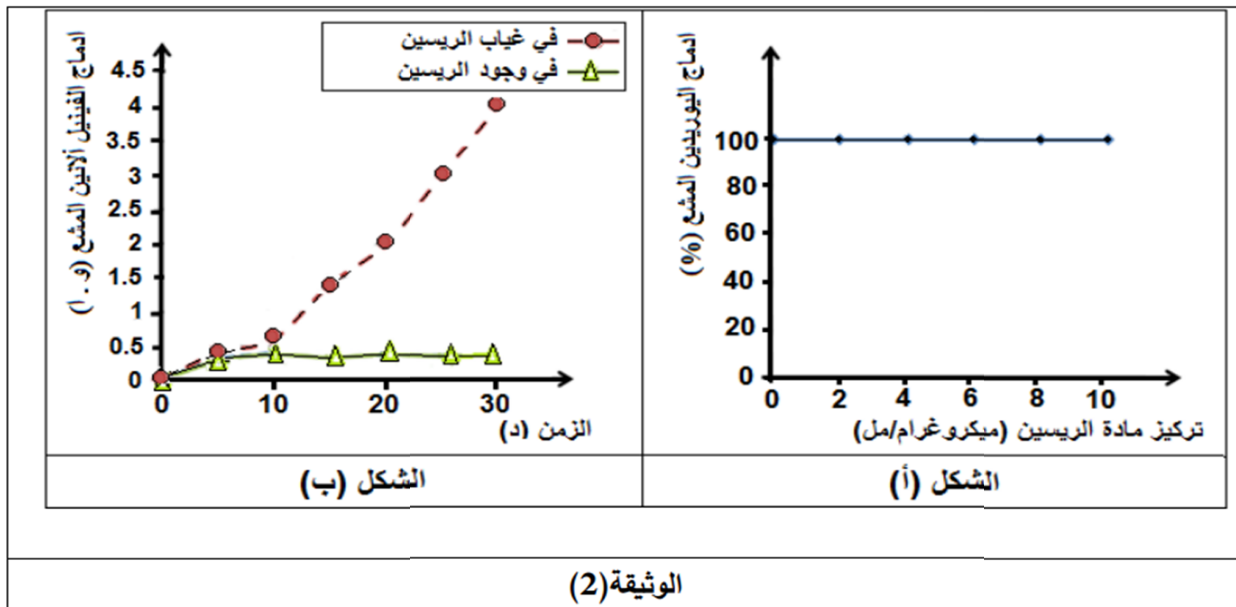 ادماج اليوريدين المشع (%)
100
80
60
40
20
0
0 2 4 6 8 10
تركيز مادة الريسين (ميكروغرام/مل)
الشكل (أ)
في غياب الريسين
في وجود الريسين
ادماج الفينيل ألانين المشع (و.ا)
4.5
4
3.5
3
2.5
2
1.5
1
0.5
0
0 10 20 30
الزمن (د)
الشكل (ب)
الوثيقة(2)